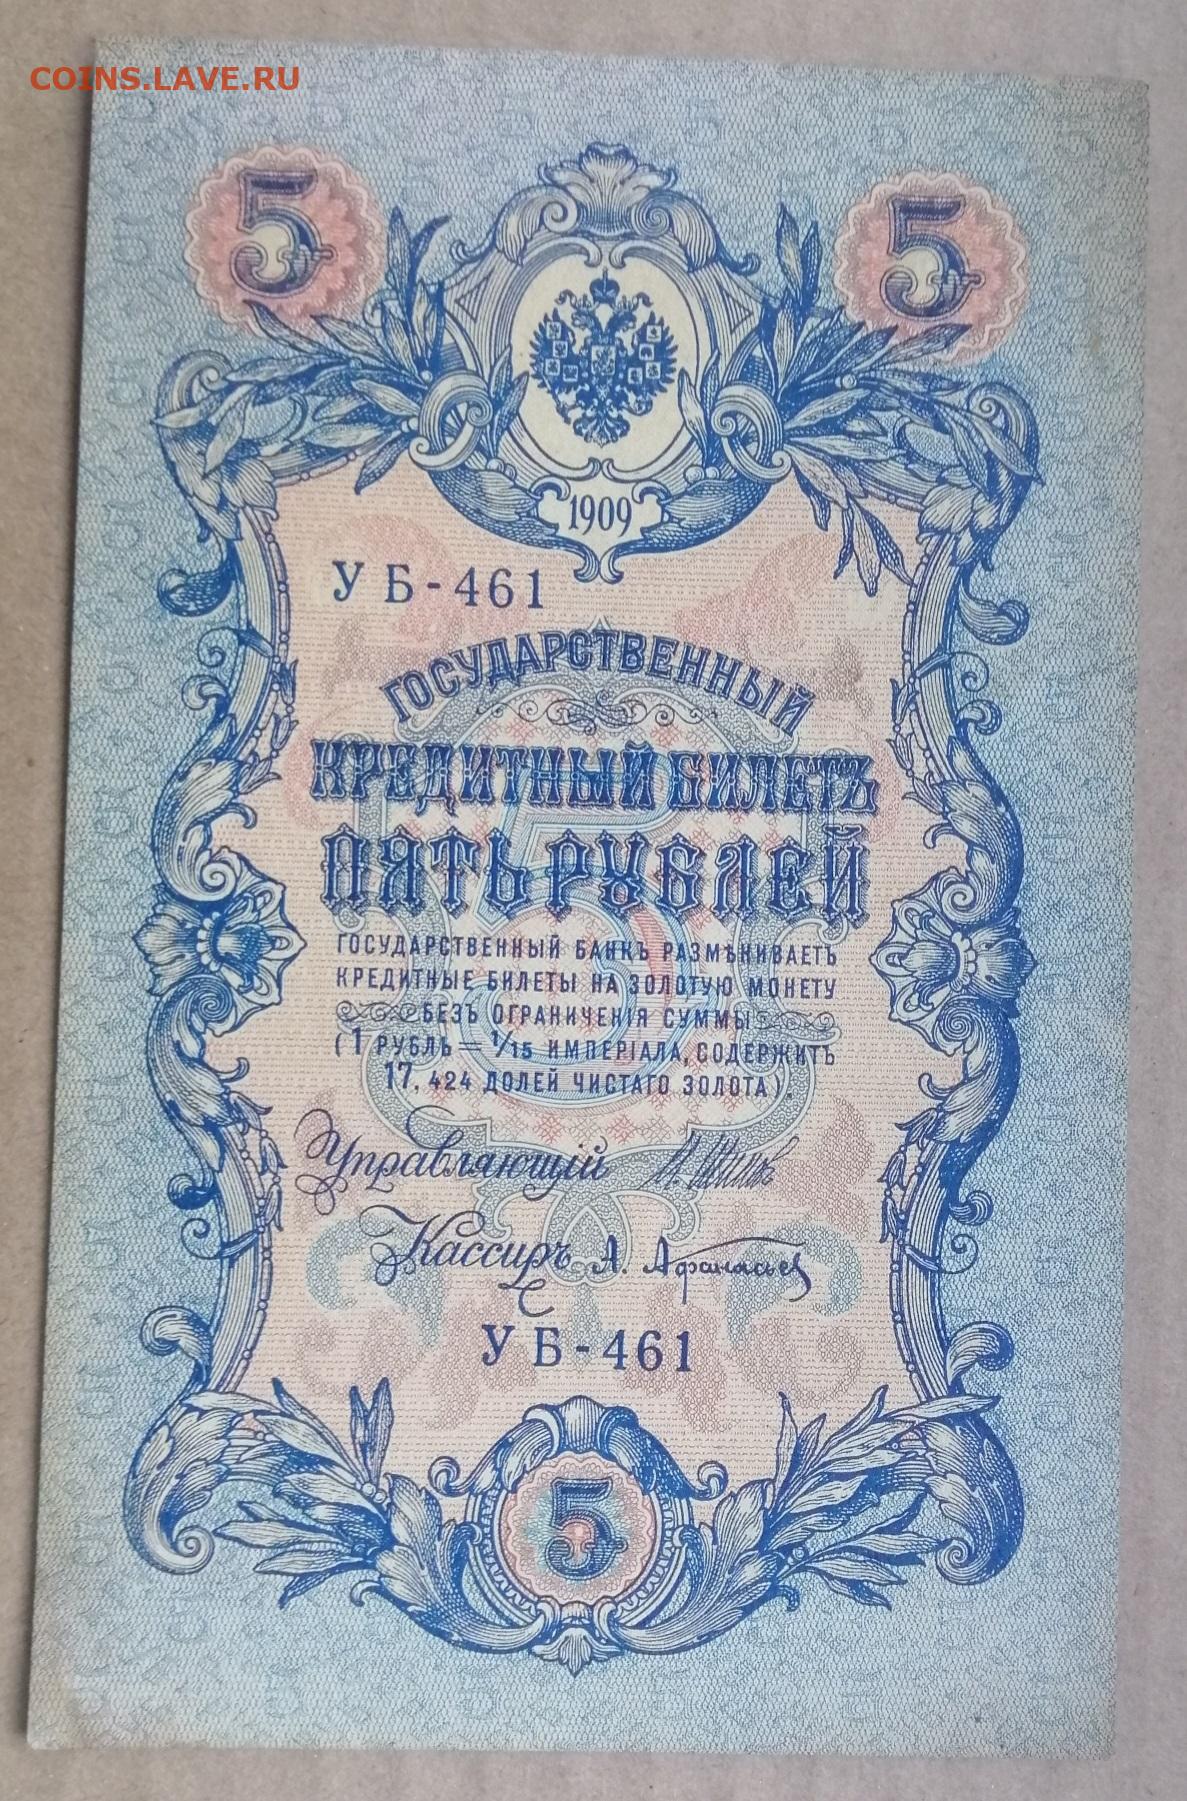 COINS.LAVE.RU
5 5
1909
УБ-461
ГОСУДАРСТВЕННЫЙ
КРЕДИТНЫЙ БИЛЕТЪ
ПЯТЬ РУБЛЕЙ
ГОСУДАРСТВЕННЫЙ БАНКЪ РАЗМѢНИВАЕТЪ
КРЕДИТНЫЕ БИЛЕТЫ НА ЗОЛОТУЮ МОНЕТУ
БЕЗЪ ОГРАНИЧЕНІЯ СУММЫ
(1 РУБЛЬ = 1/15 ИМПЕРІАЛА, СОДЕРЖИТЪ
17,424 ДОЛЕЙ ЧИСТАГО ЗОЛОТА).
Управляющій И. Шиповъ
Кассиръ А. Афанасьев
УБ-461
5